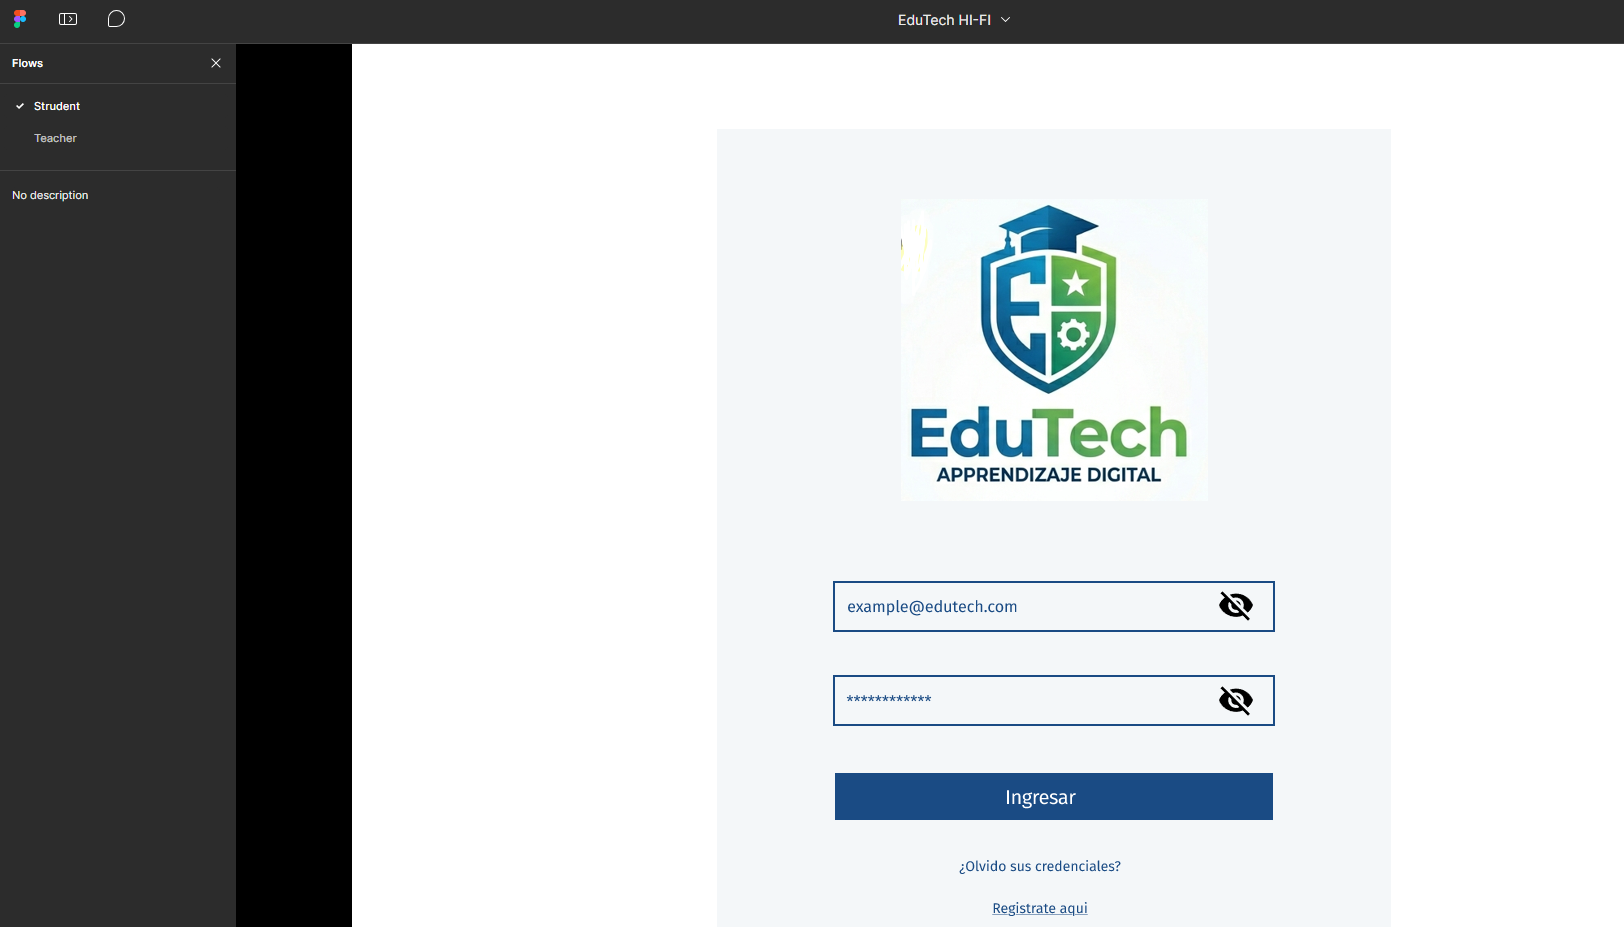 EduTech HI-FI
Flows
Strudent
Teacher
No description
E
EduTech
APPRENDIZAJE DIGITAL
example@edutech.com
************
Ingresar
¿Olvido sus credenciales?
Registrate aqui